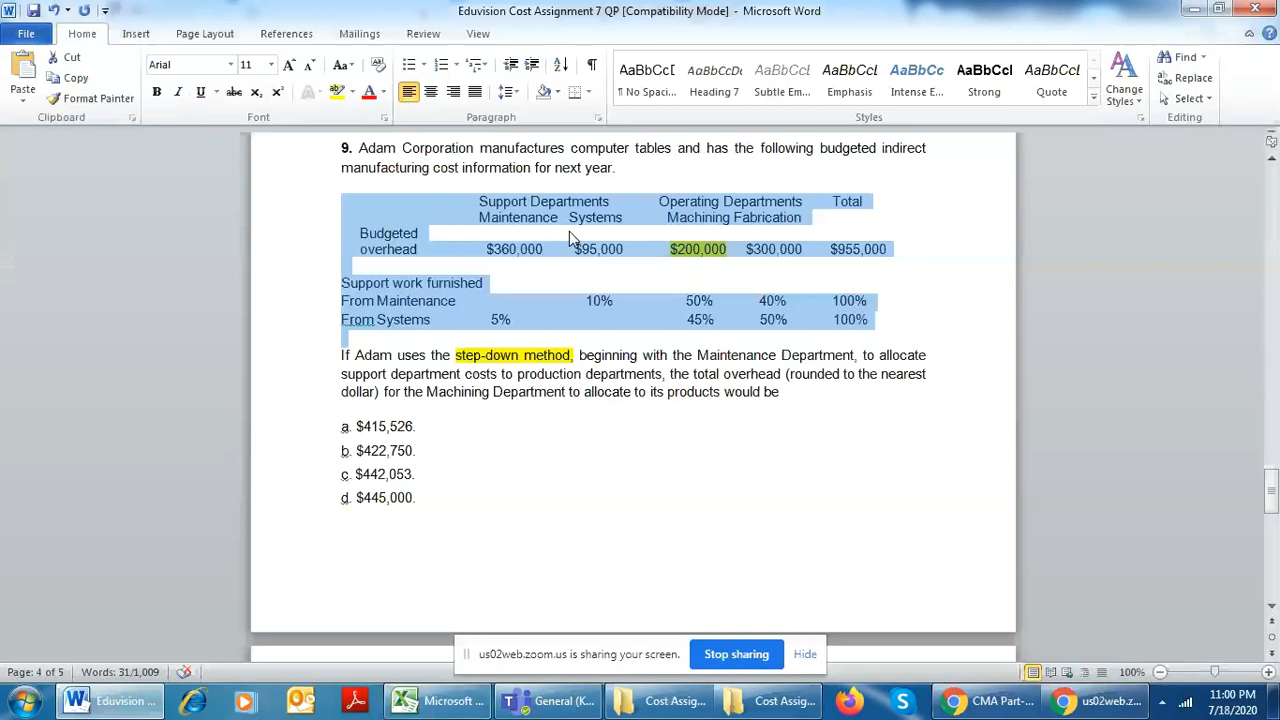 Eduvision Cost Assignment 7 QP [Compatibility Mode] - Microsoft Word
File Home Insert Page Layout References Mailings Review View
Paste
Cut
Copy
Format Painter
Clipboard
Arial 11 Aa
B I U abc x₂ x² A ab A
Font
Paragraph
AaBbCcI AaBbCcDc AaBbCcDc AaBbCcI AaBbCc AaBbCcI AaBbCcI
¶ No Spaci... Heading 7 Subtle Em... Emphasis Intense E... Strong Quote
Styles
Change Styles
Find
Replace
Select
Editing
9. Adam Corporation manufactures computer tables and has the following budgeted indirect
manufacturing cost information for next year.
Support Departments Operating Departments Total
Maintenance Systems Machining Fabrication
Budgeted
overhead $360,000 $95,000 $200,000 $300,000 $955,000
Support work furnished
From Maintenance 10% 50% 40% 100%
From Systems 5% 45% 50% 100%
If Adam uses the step-down method, beginning with the Maintenance Department, to allocate
support department costs to production departments, the total overhead (rounded to the nearest
dollar) for the Machining Department to allocate to its products would be
a. $415,526.
b. $422,750.
c. $442,053.
d. $445,000.
us02web.zoom.us is sharing your screen. Stop sharing Hide
Page: 4 of 5 Words: 31/1,009 100%
Eduvision ... Microsoft ... General (K... Cost Assig... Cost Assig... CMA Part-... us02web.z...
11:00 PM
7/18/2020